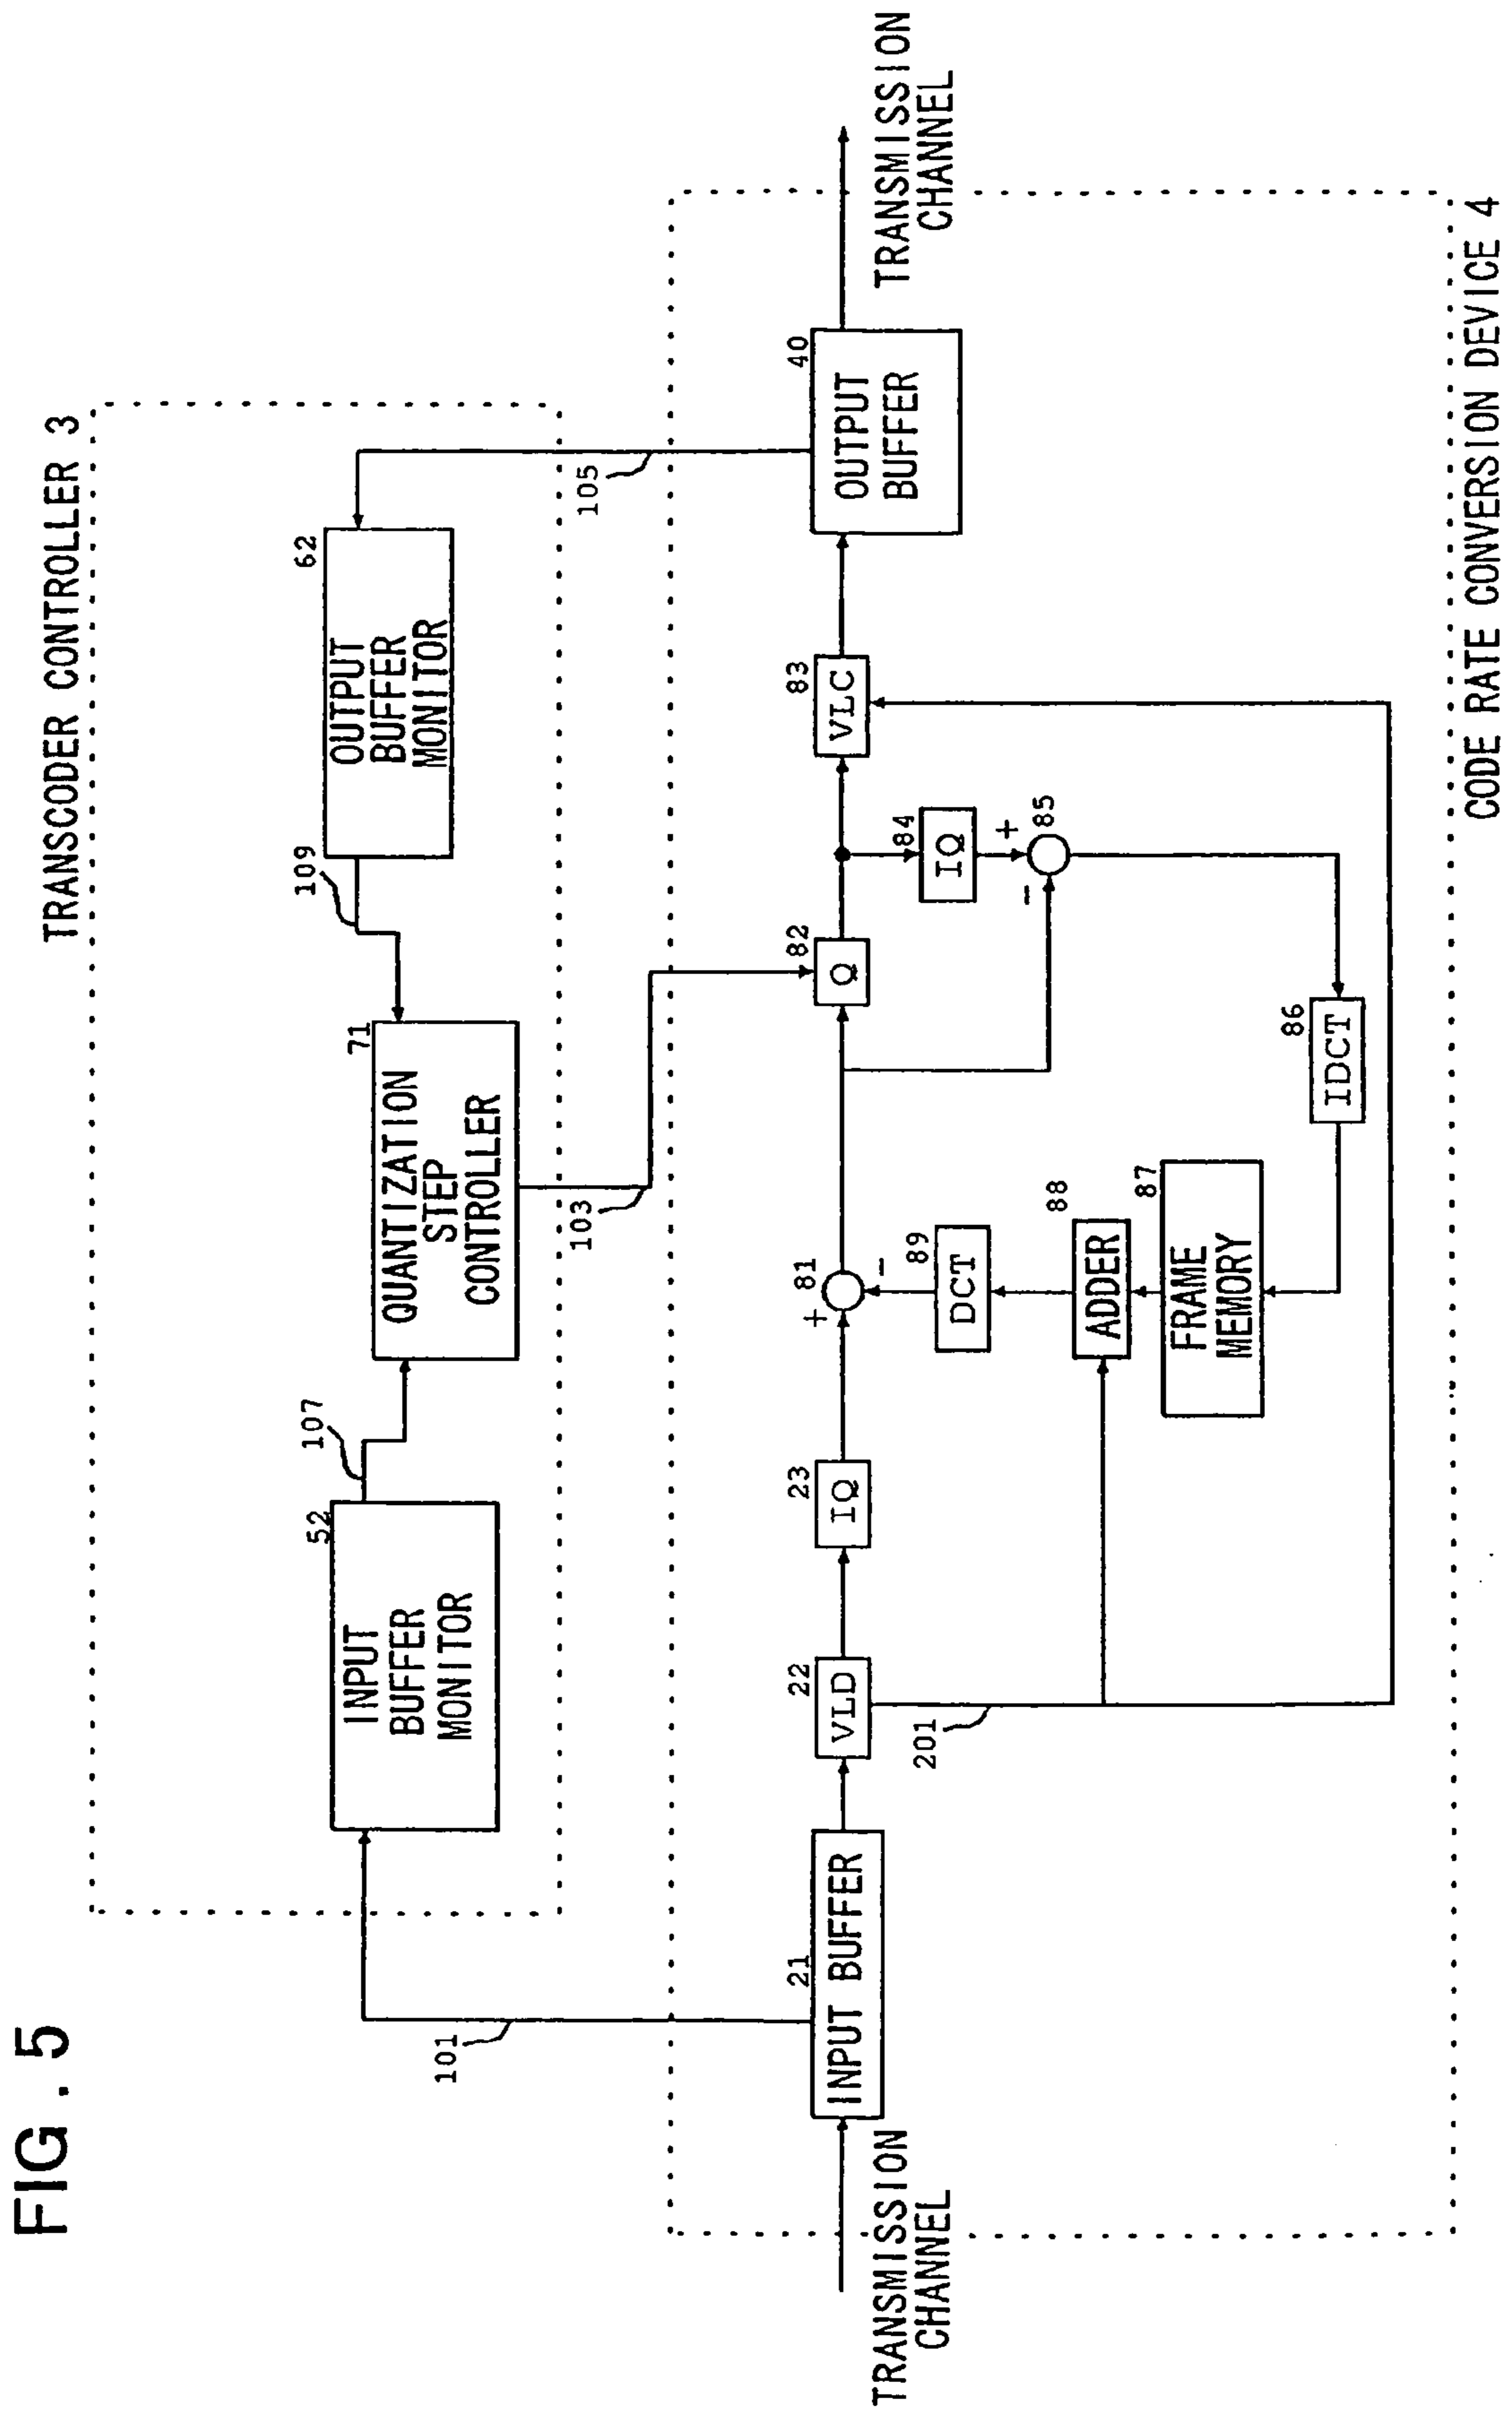 FIG. 5
TRANSCODER CONTROLLER 3
52
INPUT
BUFFER
MONITOR
107
71
QUANTIZATION
STEP
CONTROLLER
109
62
OUTPUT
BUFFER
MONITOR
101
103
105
TRANSMISSION
CHANNEL
21
INPUT BUFFER
22
VLD
23
IQ
+
81
−
82
Q
83
VLC
40
OUTPUT
BUFFER
TRANSMISSION
CHANNEL
201
89
DCT
88
ADDER
87
FRAME
MEMORY
84
IQ
+
85
−
86
IDCT
CODE RATE CONVERSION DEVICE 4